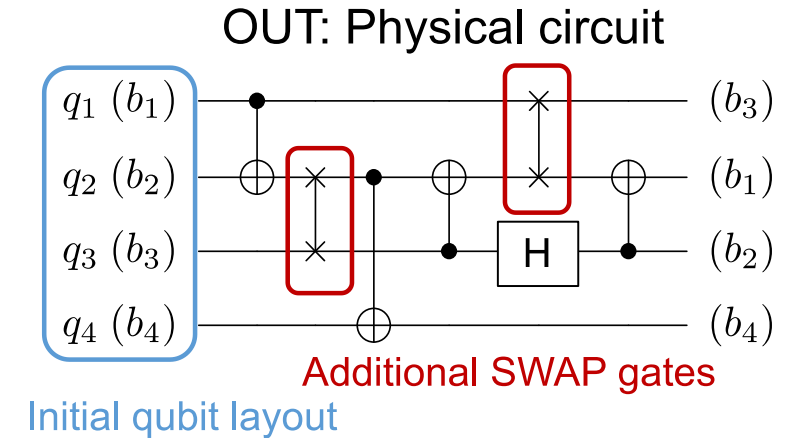 OUT: Physical circuit
q₁ (b₁) (b₃)
q₂ (b₂) (b₁)
q₃ (b₃) H (b₂)
q₄ (b₄) (b₄)
Additional SWAP gates
Initial qubit layout